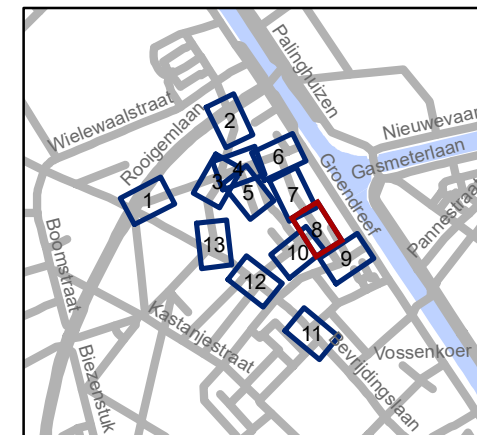 Palinghuizen
Wielewaalstraat
Rooigemlaan
Nieuwevaar
Gasmeterlaan
Groendreef
Pannestraat
Boomstraat
Biezenstuk
Kastanjestraat
Bevrijdingslaan
Vossenkoer
1
2
3
4
5
6
7
8
9
10
11
12
13